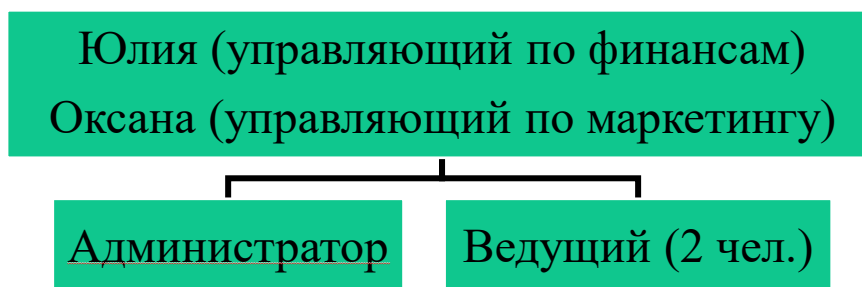 Юлия (управляющий по финансам)
Оксана (управляющий по маркетингу)
Администратор
Ведущий (2 чел.)